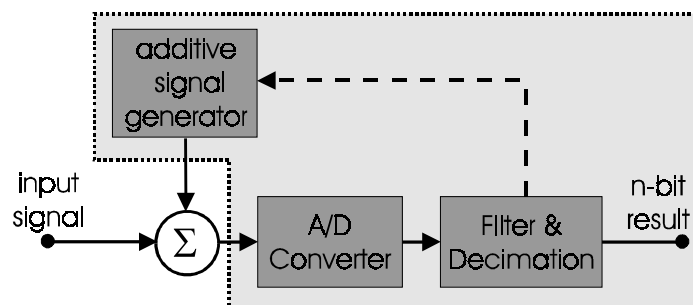 additive
signal
generator
input
signal
Σ
A/D
Converter
Filter &
Decimation
n-bit
result